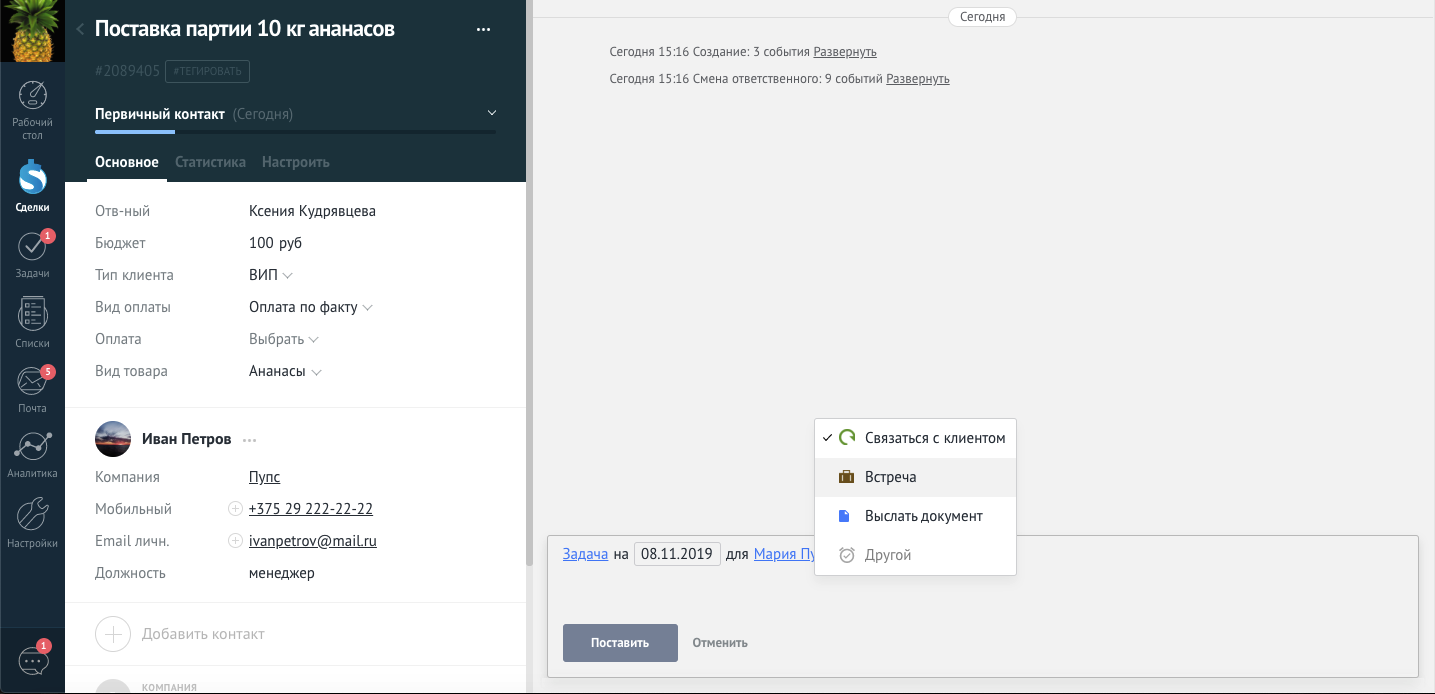 Поставка партии 10 кг ананасов
#2089405 #ТЕГИРОВАТЬ
Первичный контакт (Сегодня)
Основное Статистика Настроить
Рабочий
стол
Сделки
1
Задачи
Списки
5
Почта
Аналитика
Настройки
1
Отв-ный Ксения Кудрявцева
Бюджет 100 руб
Тип клиента ВИП
Вид оплаты Оплата по факту
Оплата Выбрать
Вид товара Ананасы
Иван Петров
Компания Пупс
Мобильный +375 29 222-22-22
Email личн. ivanpetrov@mail.ru
Должность менеджер
Добавить контакт
КОМПАНИЯ
Сегодня
Сегодня 15:16 Создание: 3 события Развернуть
Сегодня 15:16 Смена ответственного: 9 событий Развернуть
Связаться с клиентом
Встреча
Выслать документ
Другой
Задача на 08.11.2019 для Мария
Поставить Отменить